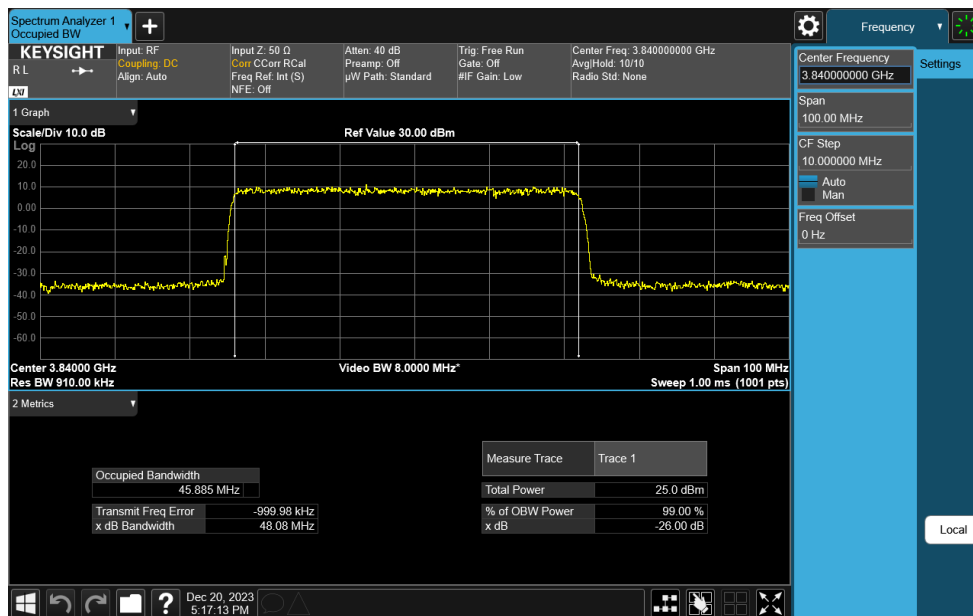 Spectrum Analyzer 1
Occupied BW
+
Frequency
KEYSIGHT
R L
LXI
Input: RF
Coupling: DC
Align: Auto
Input Z: 50 Ω
Corr CCorr RCal
Freq Ref: Int (S)
NFE: Off
Atten: 40 dB
Preamp: Off
µW Path: Standard
Trig: Free Run
Gate: Off
#IF Gain: Low
Center Freq: 3.840000000 GHz
Avg|Hold: 10/10
Radio Std: None
Center Frequency
3.840000000 GHz
Settings
Span
100.00 MHz
CF Step
10.000000 MHz
Auto
Man
Freq Offset
0 Hz
Local
1 Graph
Scale/Div 10.0 dB
Ref Value 30.00 dBm
Log
20.0
10.0
0.00
-10.0
-20.0
-30.0
-40.0
-50.0
-60.0
Center 3.84000 GHz
Video BW 8.0000 MHz*
Span 100 MHz
Res BW 910.00 kHz
Sweep 1.00 ms (1001 pts)
2 Metrics
Measure Trace Trace 1
Occupied Bandwidth
45.885 MHz
Total Power 25.0 dBm
Transmit Freq Error -999.98 kHz
% of OBW Power 99.00 %
x dB Bandwidth 48.08 MHz
x dB -26.00 dB
?
Dec 20, 2023
5:17:13 PM